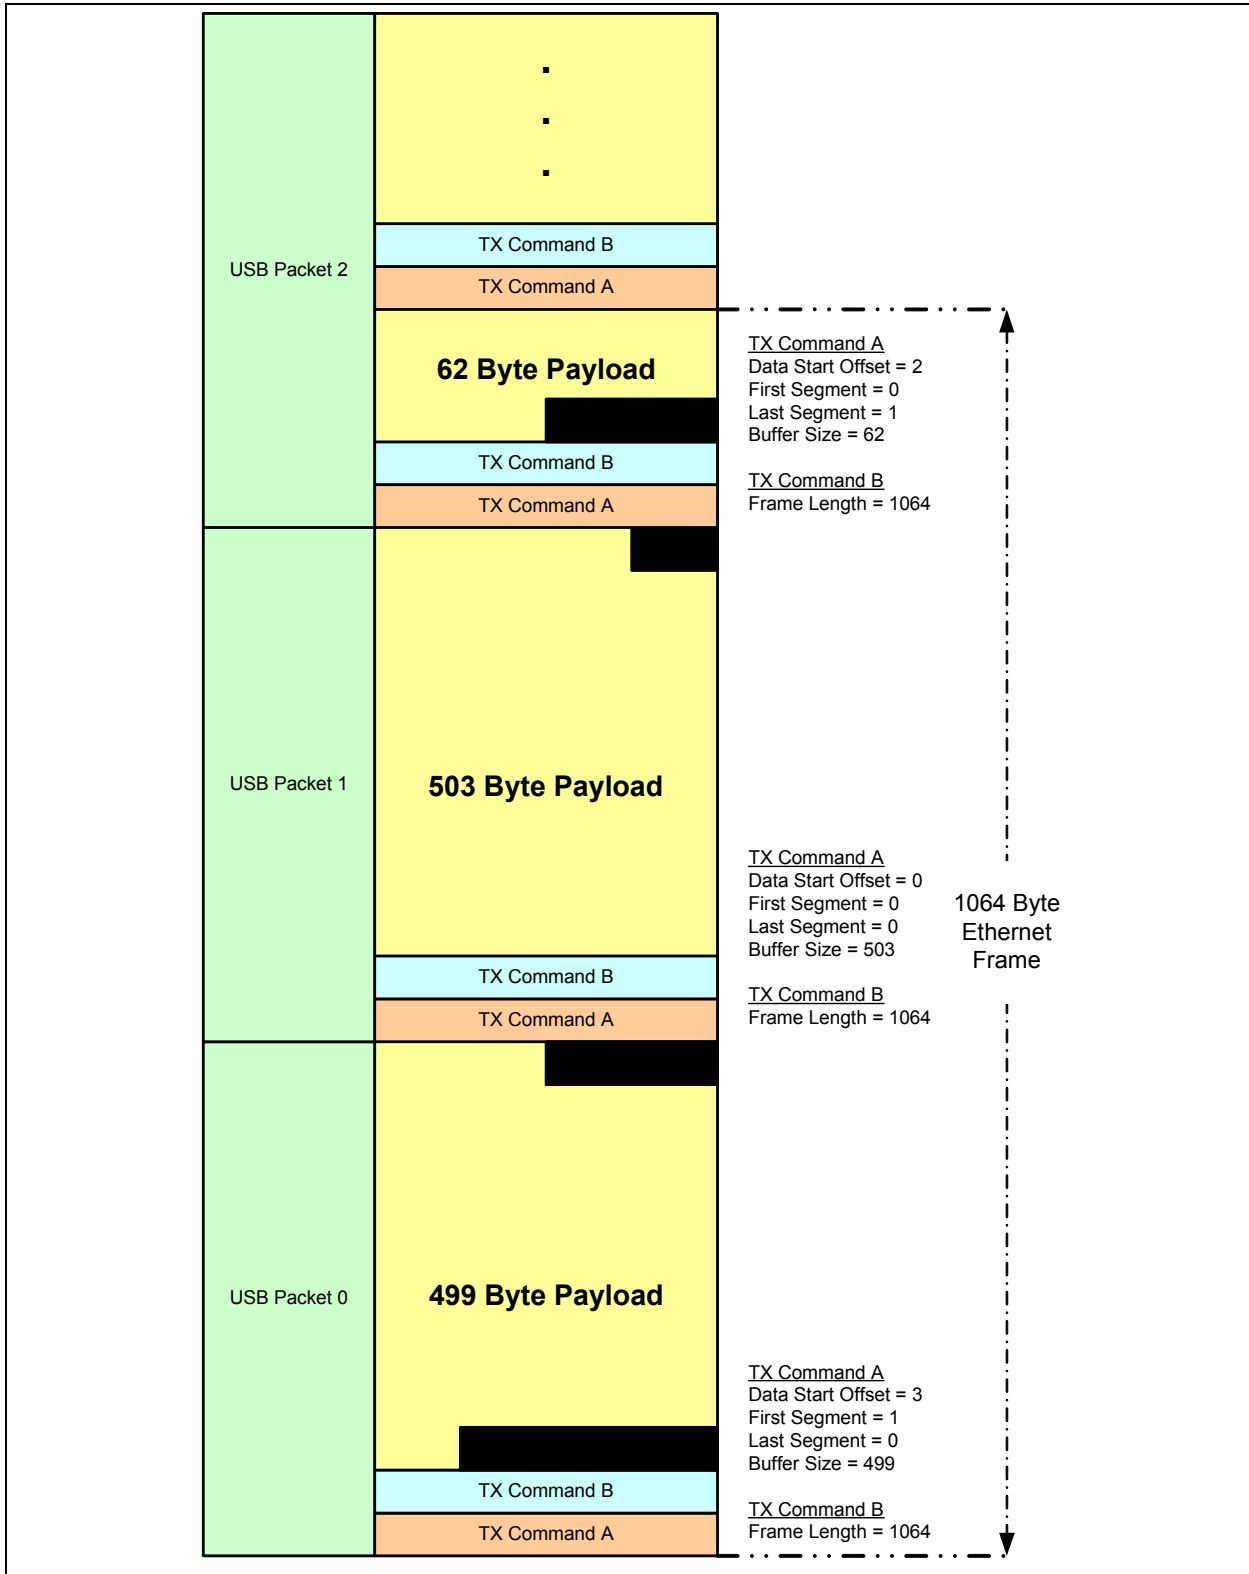 USB Packet 2
TX Command B
TX Command A
62 Byte Payload
TX Command B
TX Command A
TX Command A
Data Start Offset = 2
First Segment = 0
Last Segment = 1
Buffer Size = 62
TX Command B
Frame Length = 1064
USB Packet 1
503 Byte Payload
TX Command B
TX Command A
TX Command A
Data Start Offset = 0
First Segment = 0
Last Segment = 0
Buffer Size = 503
TX Command B
Frame Length = 1064
1064 Byte
Ethernet
Frame
USB Packet 0
499 Byte Payload
TX Command B
TX Command A
TX Command A
Data Start Offset = 3
First Segment = 1
Last Segment = 0
Buffer Size = 499
TX Command B
Frame Length = 1064